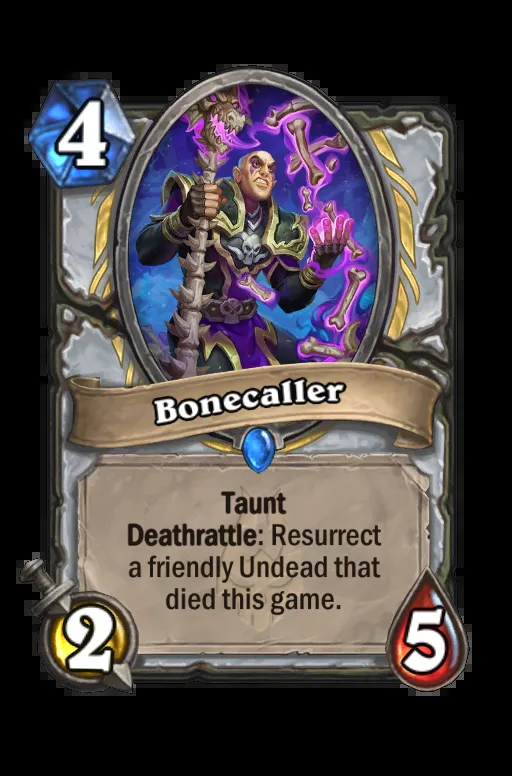 4
Bonecaller
Taunt
Deathrattle: Resurrect
a friendly Undead that
died this game.
2
5